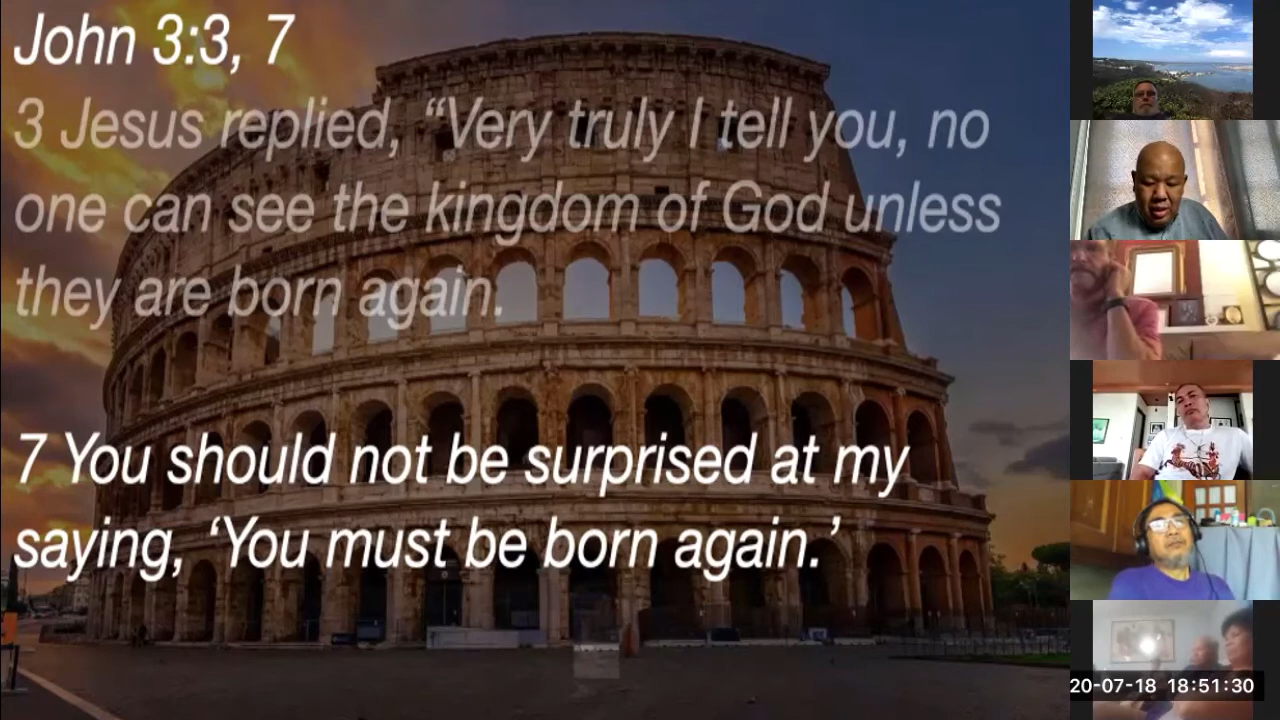 John 3:3, 7
3 Jesus replied, “Very truly I tell you, no
one can see the kingdom of God unless
they are born again.
7 You should not be surprised at my
saying, ‘You must be born again.’
20-07-18 18:51:30